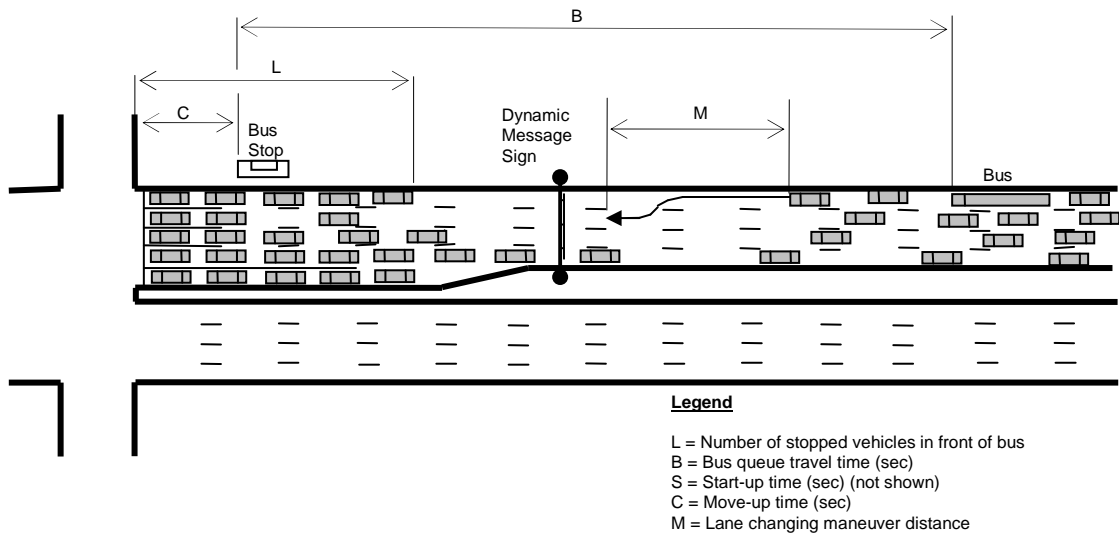 B
L
C
M
Bus
Stop
Dynamic
Message
Sign
Bus
Legend
L = Number of stopped vehicles in front of bus
B = Bus queue travel time (sec)
S = Start-up time (sec) (not shown)
C = Move-up time (sec)
M = Lane changing maneuver distance